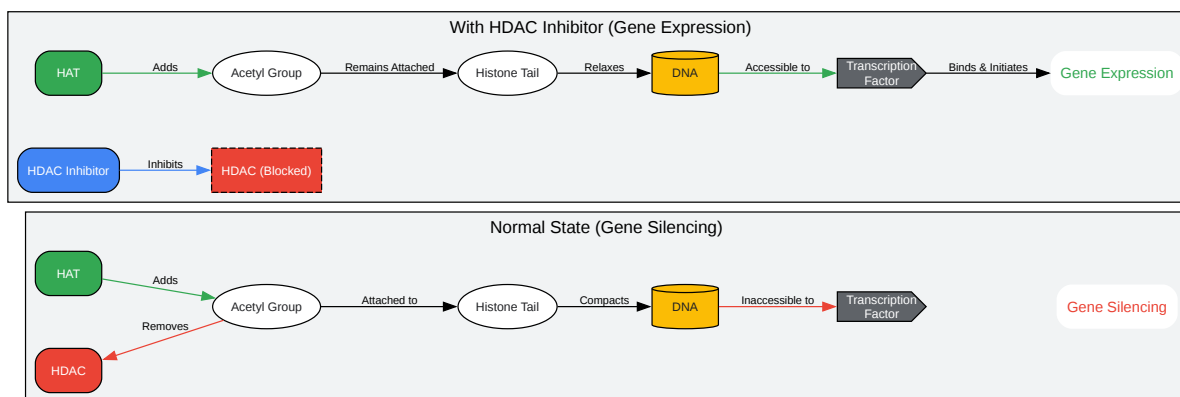 With HDAC Inhibitor (Gene Expression)
HAT
Adds
Acetyl Group
Remains Attached
Histone Tail
Relaxes
DNA
Accessible to
Transcription
Factor
Binds & Initiates
Gene Expression
HDAC Inhibitor
Inhibits
HDAC (Blocked)
Normal State (Gene Silencing)
HAT
Adds
Acetyl Group
Attached to
Histone Tail
Compacts
DNA
Inaccessible to
Transcription
Factor
Gene Silencing
Removes
HDAC